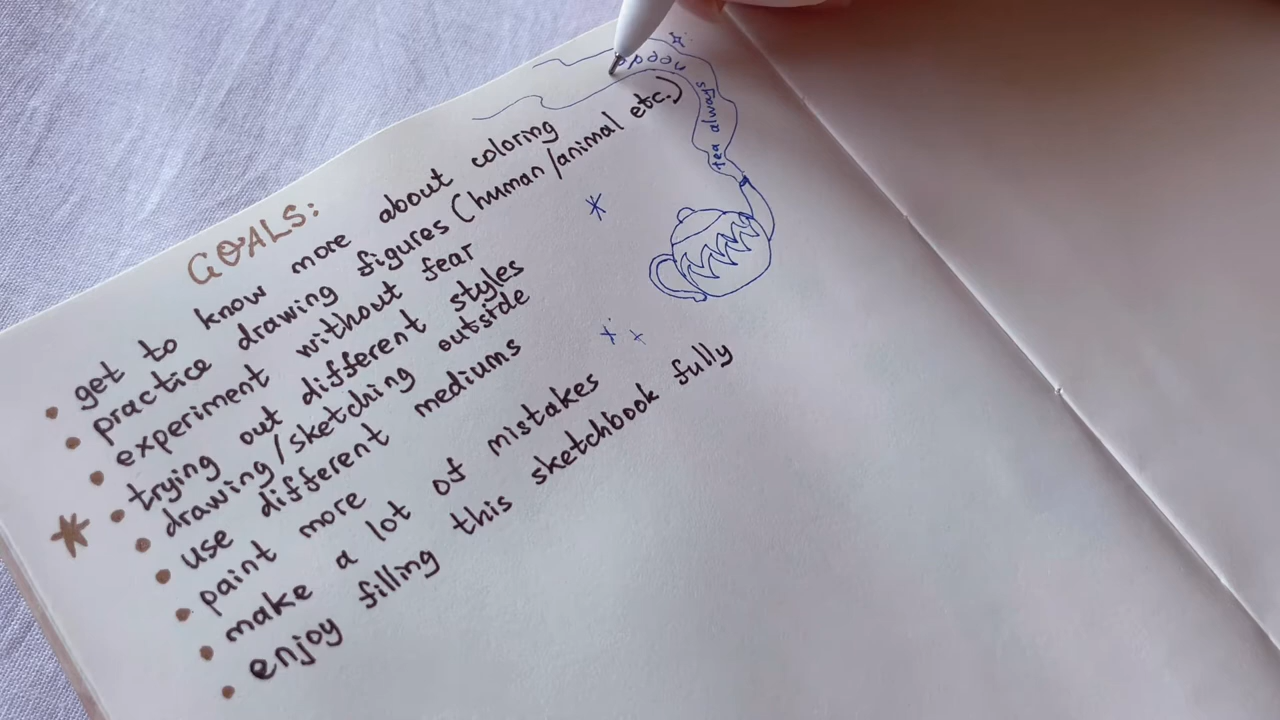 GOALS:
get to know more about coloring
practice drawing figures (human/animal etc.)
experiment without fear
trying out different styles
drawing/sketching outside
use different mediums
paint more
make a lot of mistakes
enjoy filling this sketchbook fully
tea always